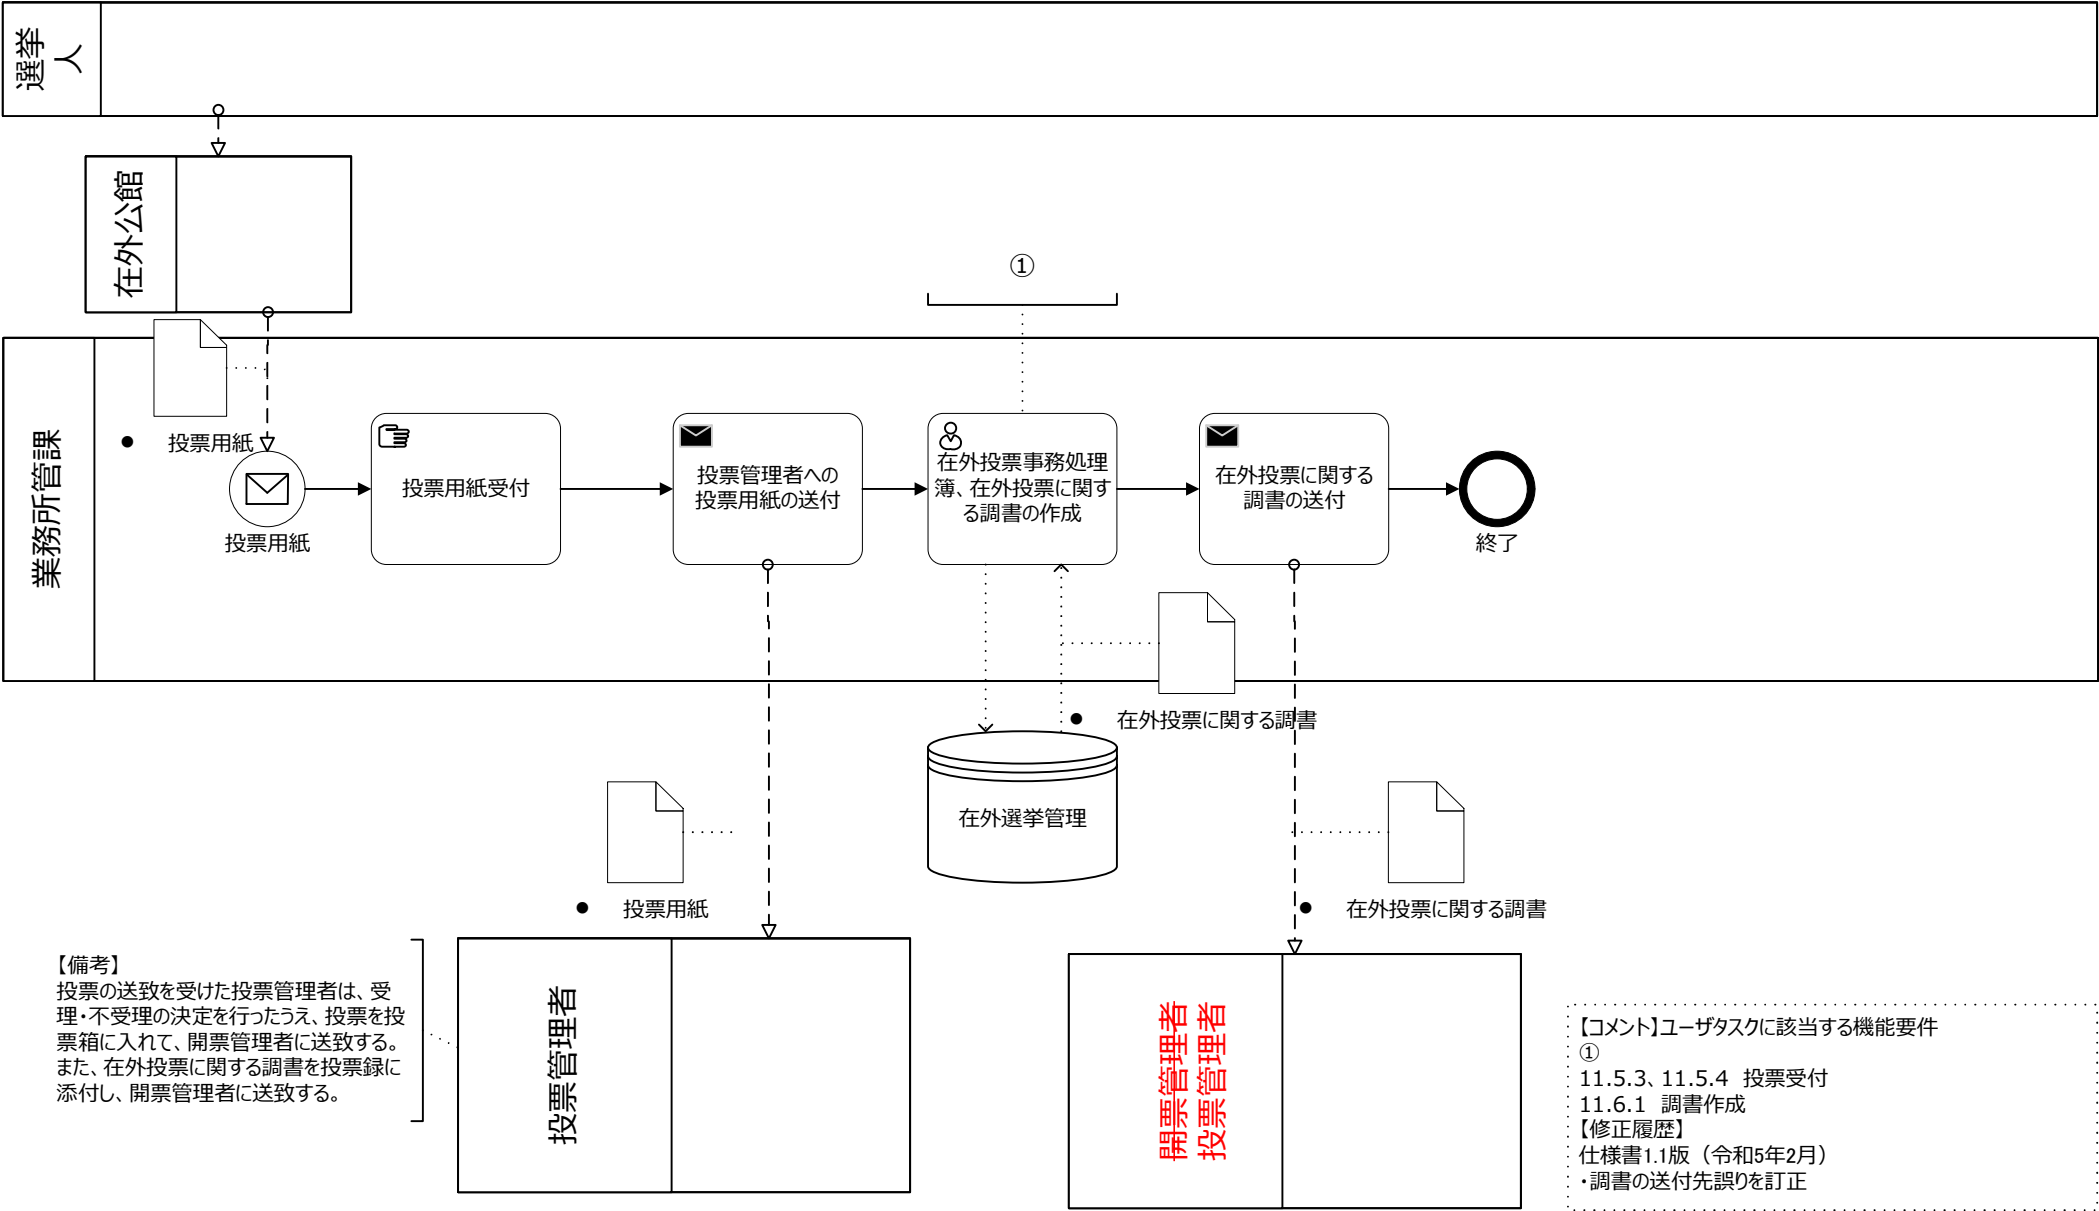 選挙
人
在外公館
①
業務所管課
● 投票用紙
投票用紙
投票用紙受付
投票管理者への
投票用紙の送付
在外投票事務処理
簿、在外投票に関す
る調書の作成
在外投票に関する
調書の送付
終了
● 在外投票に関する調書
在外選挙管理
● 投票用紙
● 在外投票に関する調書
【備考】
投票の送致を受けた投票管理者は、受
理・不受理の決定を行ったうえ、投票を投
票箱に入れて、開票管理者に送致する。
また、在外投票に関する調書を投票録に
添付し、開票管理者に送致する。
投票管理者
開票管理者
投票管理者
【コメント】ユーザタスクに該当する機能要件
①
11.5.3、11.5.4 投票受付
11.6.1 調書作成
【修正履歴】
仕様書1.1版（令和5年2月）
・調書の送付先誤りを訂正